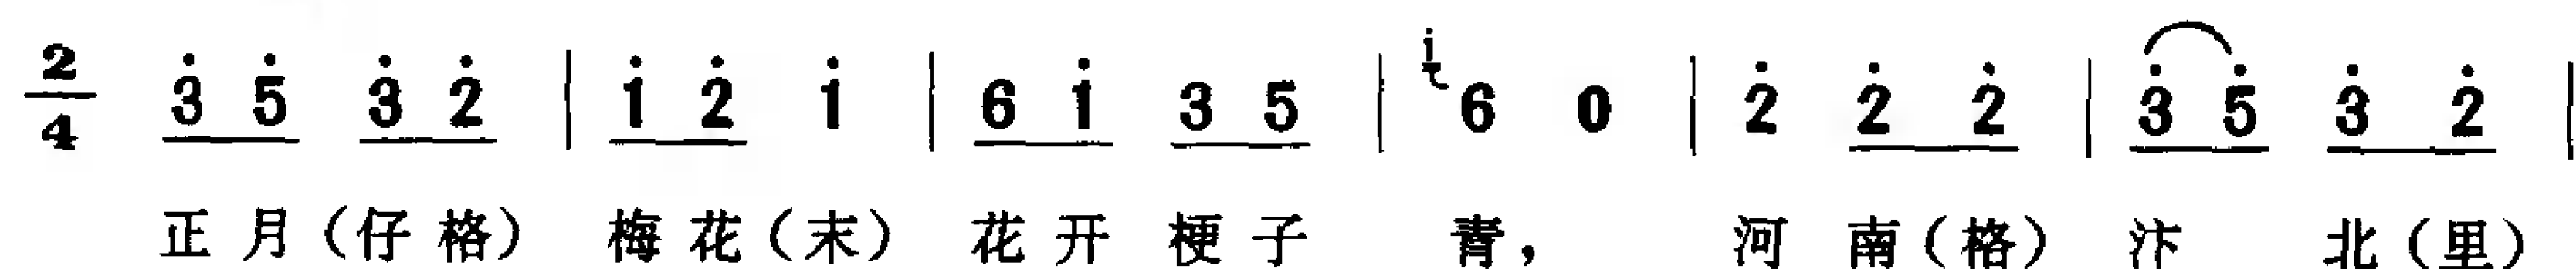 2/4 3̇ 5̇ 3̇ 2̇ | 1̇ 2̇ 1̇ | 6 1̇ 3 5 | 1̇ 6 0 | 2̇ 2̇ 2̇ | 3̇ 5̇ 3̇ 2̇ |
正月（仔格） 梅花（末） 花开梗子 青， 河南（格） 汴北（里）